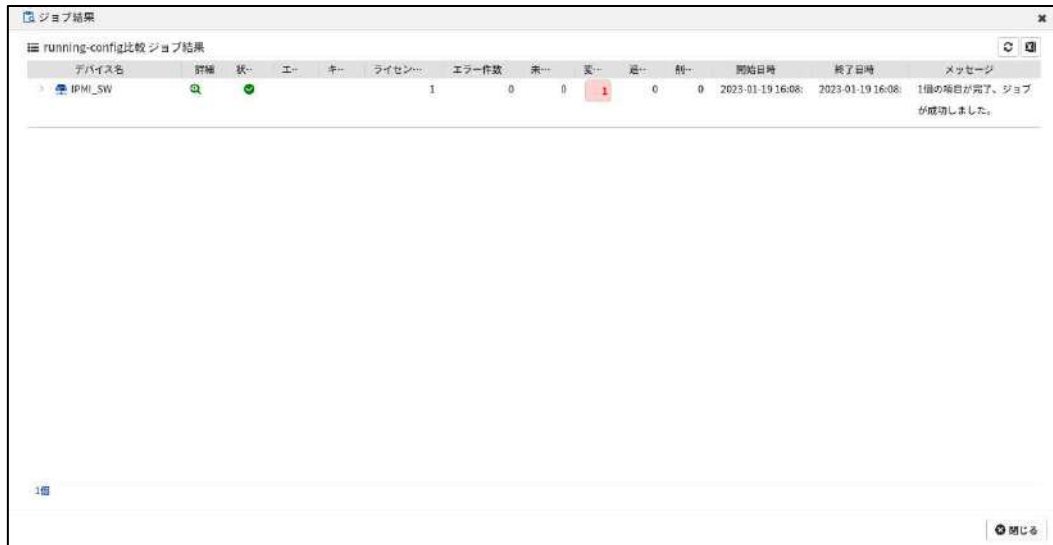 ジョブ結果
running-config比較 ジョブ結果
デバイス名 詳細 状… エ… キ… ライセン… エラー件数 未… 変… 追… 削… 開始日時 終了日時 メッセージ
IPMI_SW 1 0 0 1 0 0 2023-01-19 16:08: 2023-01-19 16:08: 1個の項目が完了、ジョブ
が成功しました。
1個
閉じる